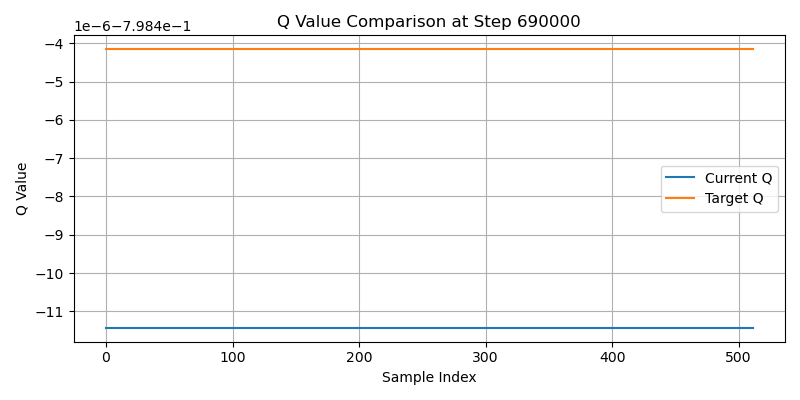 Q Value Comparison at Step 690000
1e−6−7.984e−1
−4
−5
−6
−7
−8
−9
−10
−11
Q Value
Current Q
Target Q
0 100 200 300 400 500
Sample Index